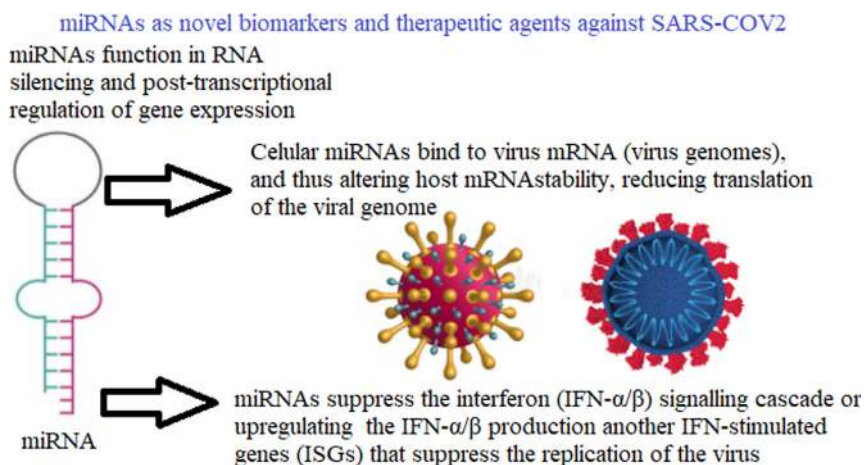 miRNAs as novel biomarkers and therapeutic agents against SARS-COV2
miRNAs function in RNA
silencing and post-transcriptional
regulation of gene expression
Celular miRNAs bind to virus mRNA (virus genomes),
and thus altering host mRNAstability, reducing translation
of the viral genome
miRNAs suppress the interferon (IFN-α/β) signalling cascade or
upregulating the IFN-α/β production another IFN-stimulated
genes (ISGs) that suppress the replication of the virus
miRNA